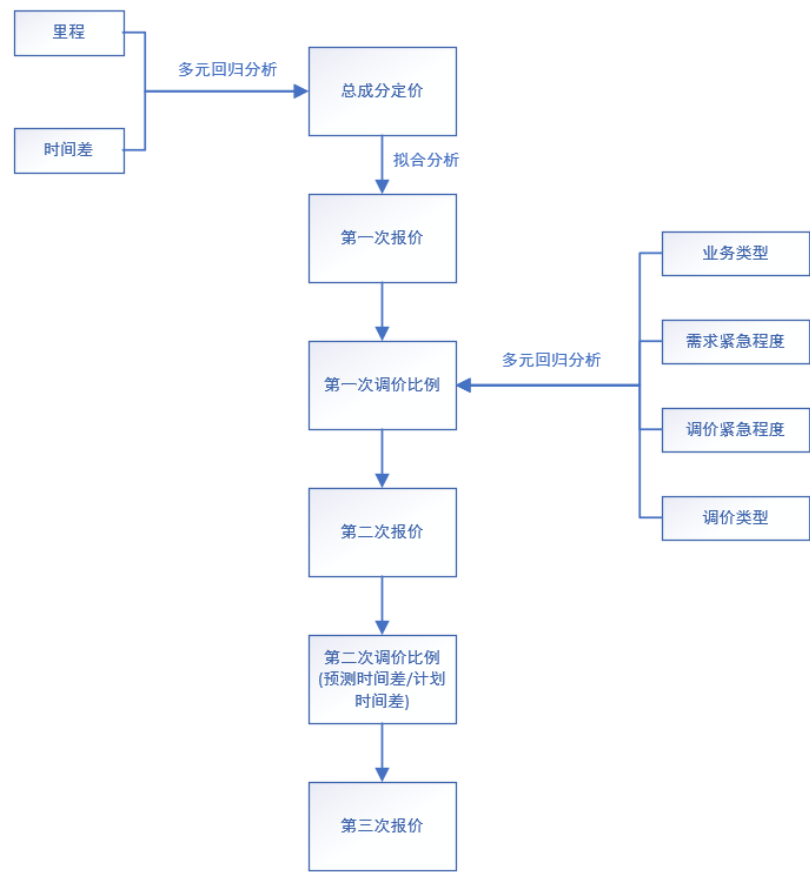 里程
多元回归分析
总成分定价
时间差
拟合分析
第一次报价
业务类型
需求紧急程度
多元回归分析
第一次调价比例
调价紧急程度
调价类型
第二次报价
第二次调价比例
(预测时间差/计划
时间差)
第三次报价